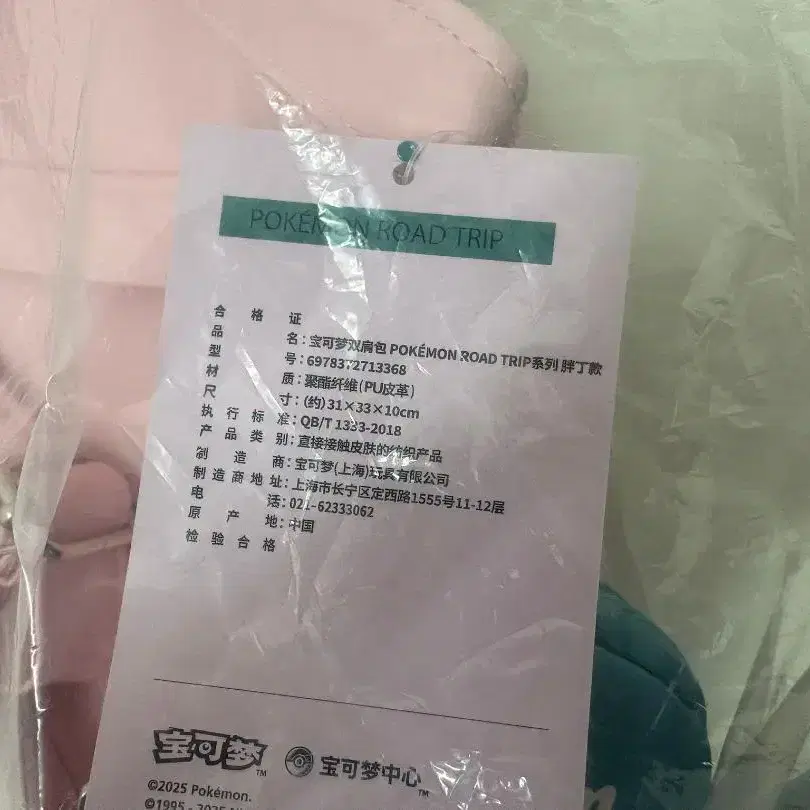 POKÉMON ROAD TRIP
合格证
品名：宝可梦双肩包 POKÉMON ROAD TRIP系列 胖丁款
型号：6978372713368
材质：聚酯纤维(PU皮革)
尺寸：(约)31×33×10cm
执行标准：QB/T 1333-2018
产品类别：直接接触皮肤的纺织产品
制造商：宝可梦(上海)玩具有限公司
制造商地址：上海市长宁区定西路1555号11-12层
电话：021-62333062
原产地：中国
检验合格
宝可梦™
宝可梦中心™
©2025 Pokémon.
©1995 - 2025